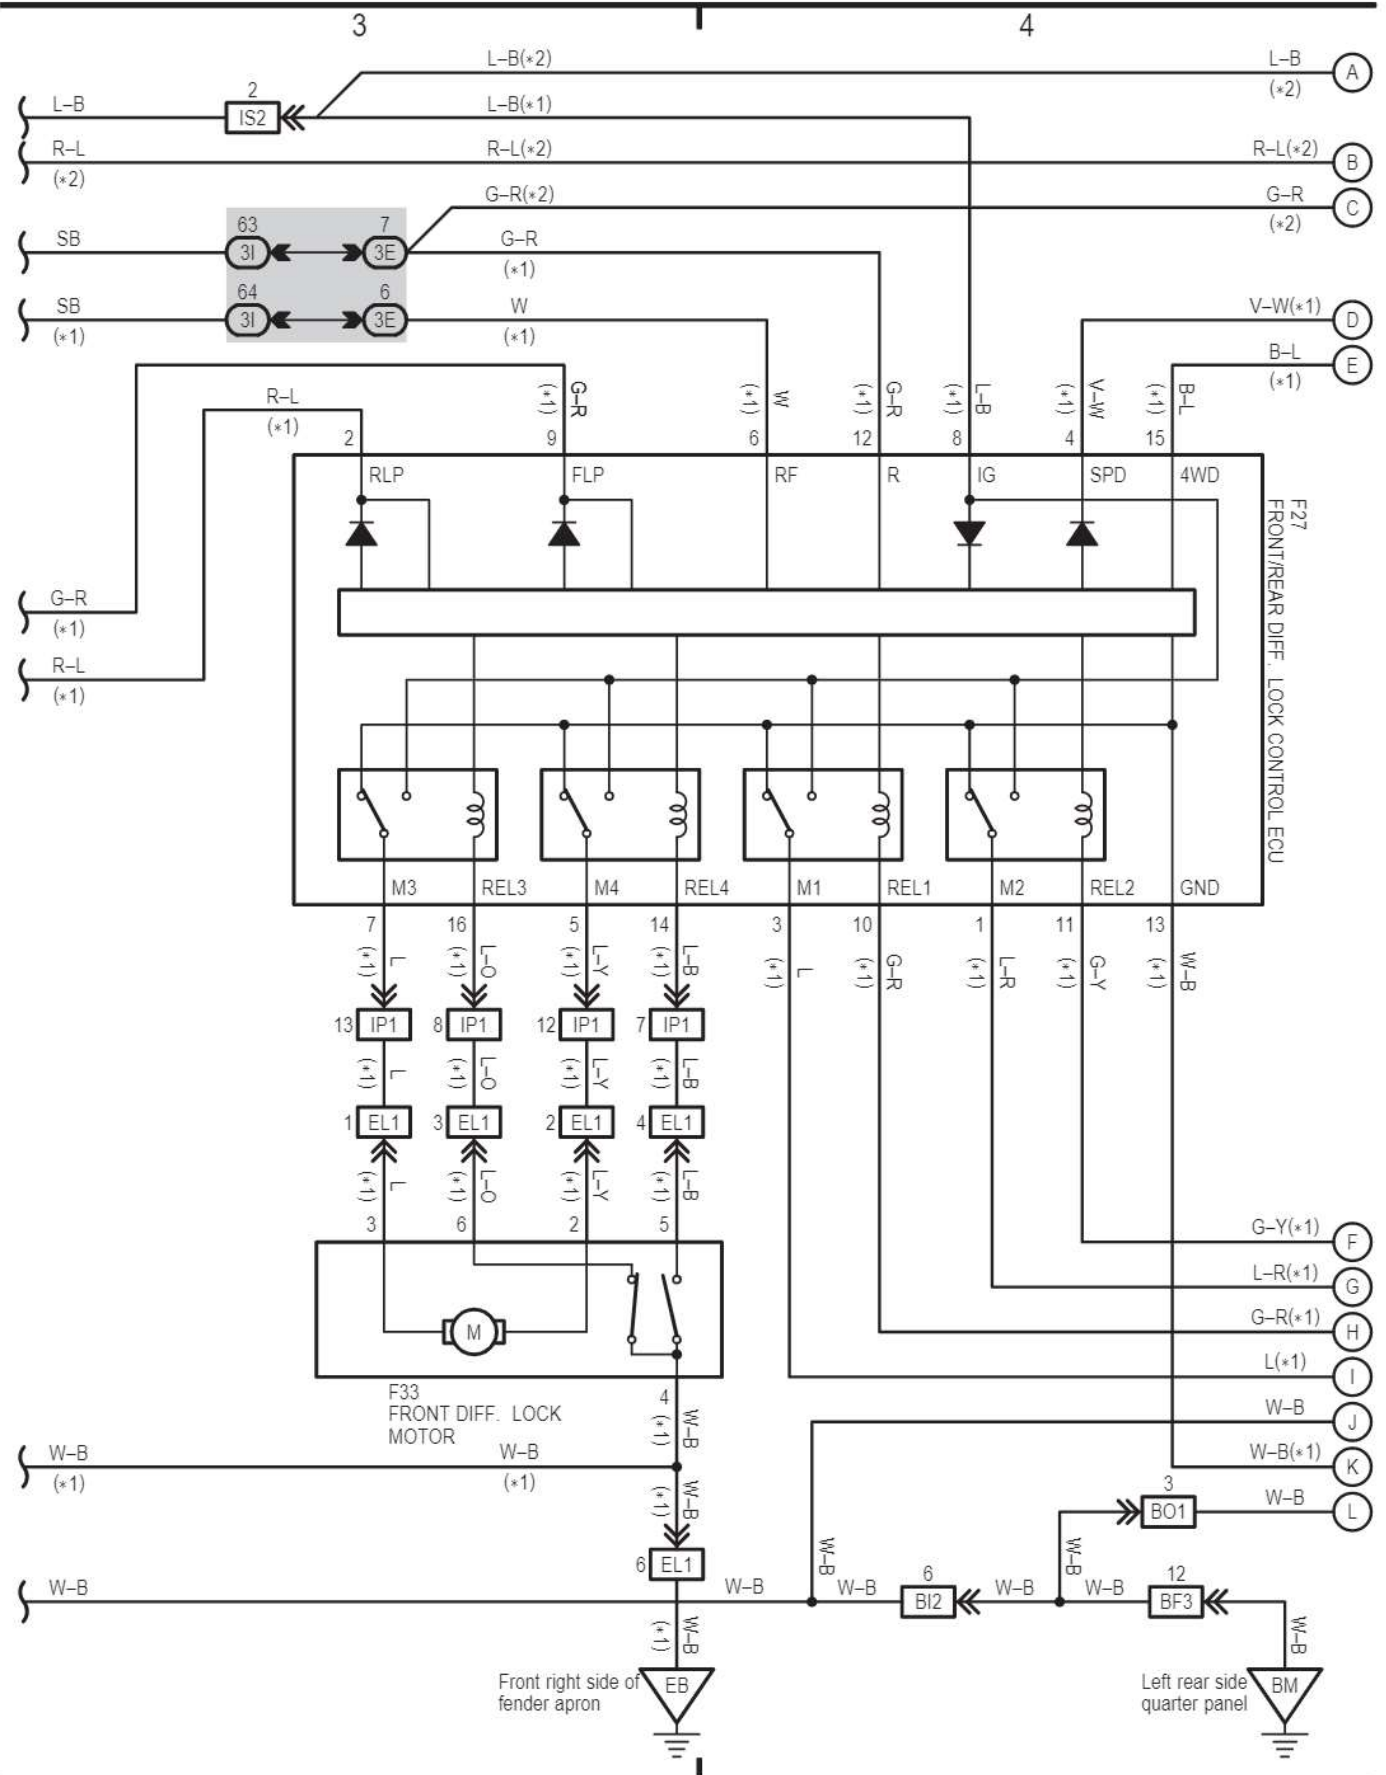 3 4
L–B(*2) L–B A
(*2)
2
L–B IS2 L–B(*1)
R–L R–L(*2) R–L(*2) B
(*2)
G–R(*2) G–R C
(*2)
63 7
SB 3I 3E G–R
(*1)
64 6
SB 3I 3E W V–W(*1) D
(*1) (*1)
B–L E
(*1)
R–L
(*1)
G–R (*1) W (*1) G–R (*1) L–B (*1) V–W (*1) B–L (*1)
2 9 6 12 8 4 15
RLP FLP RF R IG SPD 4WD
F27
FRONT/REAR DIFF. LOCK CONTROL ECU
G–R
(*1)
R–L
(*1)
M3 REL3 M4 REL4 M1 REL1 M2 REL2 GND
7 16 5 14 3 10 1 11 13
L (*1) L–O (*1) L–Y (*1) L–B (*1) L (*1) G–R (*1) L–R (*1) G–Y (*1) W–B (*1)
13 IP1 8 IP1 12 IP1 7 IP1
L (*1) L–O (*1) L–Y (*1) L–B (*1)
1 EL1 3 EL1 2 EL1 4 EL1
L (*1) L–O (*1) L–Y (*1) L–B (*1)
3 6 2 5
G–Y(*1) F
L–R(*1) G
M G–R(*1) H
L(*1) I
F33 4
FRONT DIFF. LOCK
MOTOR
W–B (*1)
W–B J
W–B W–B W–B(*1) K
(*1) (*1)
W–B (*1)
3
BO1 W–B L
6 EL1
W–B W–B
6 12
W–B W–B W–B BI2 W–B W–B BF3
W–B (*1) W–B
Front right side of
fender apron
EB
Left rear side
quarter panel
BM